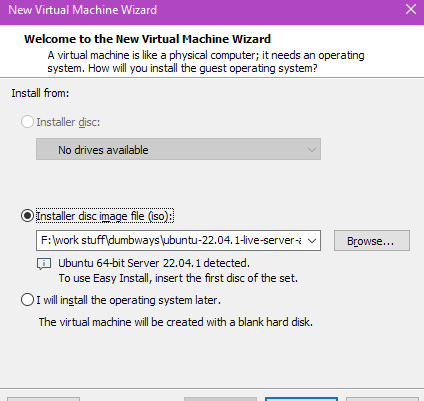 New Virtual Machine Wizard
Welcome to the New Virtual Machine Wizard
A virtual machine is like a physical computer; it needs an operating
system. How will you install the guest operating system?
Install from:
Installer disc:
No drives available
Installer disc image file (iso):
F:\work stuff\dumbways\ubuntu-22.04.1-live-server-a
Browse...
Ubuntu 64-bit Server 22.04.1 detected.
To use Easy Install, insert the first disc of the set.
I will install the operating system later.
The virtual machine will be created with a blank hard disk.